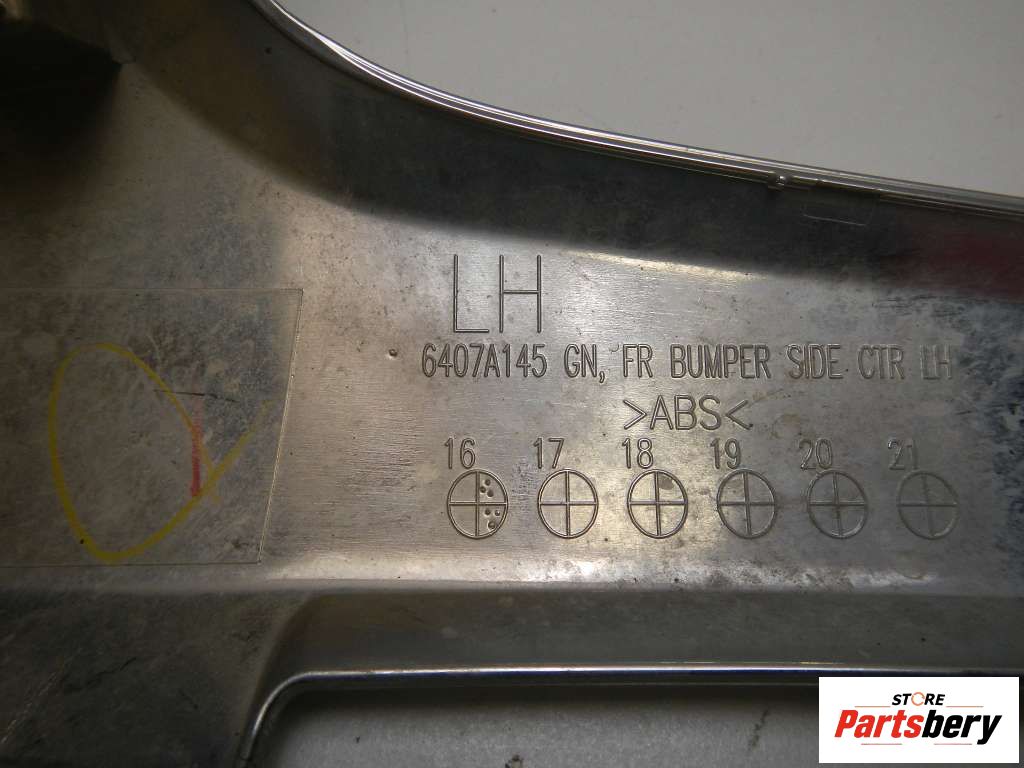 LH
6407A145 GN, FR BUMPER SIDE CTR LH
>ABS<
16 17 18 19 20 21
STORE
Partsbery